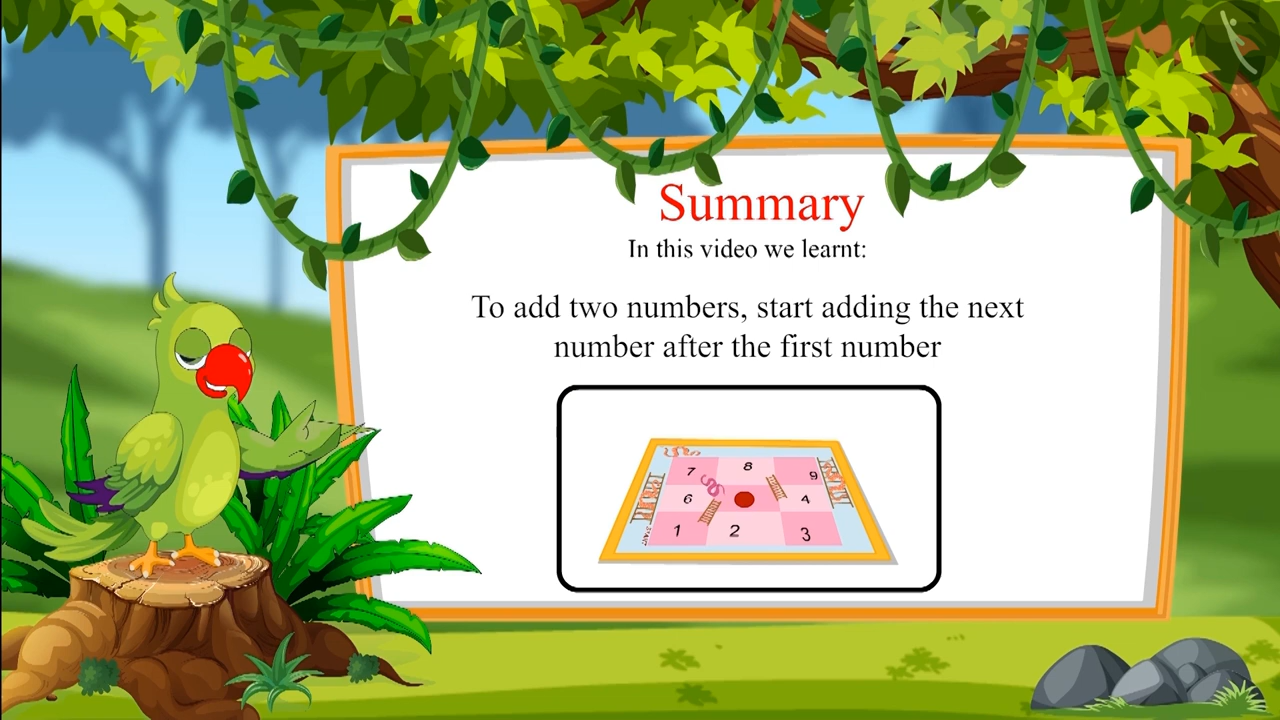 Summary
In this video we learnt:
To add two numbers, start adding the next
number after the first number
7 8 9
6 4
1 2 3
START